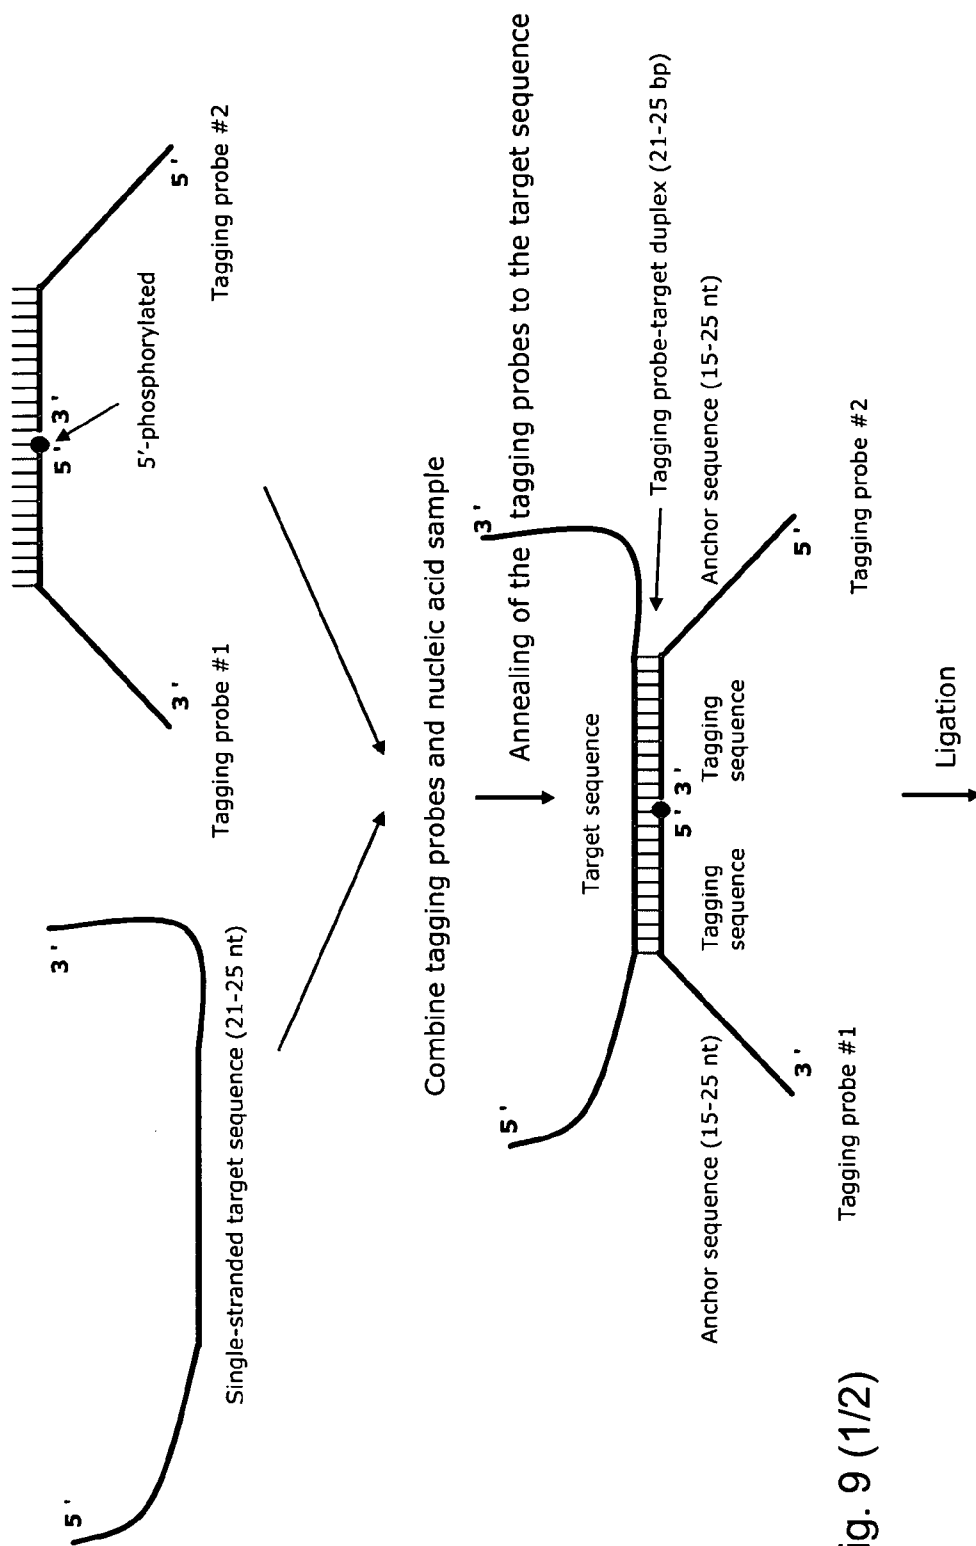 5'
3'
Single-stranded target sequence (21-25 nt)
3'
Tagging probe #1
5' 3'
5'-phosphorylated
5'
Tagging probe #2
Combine tagging probes and nucleic acid sample
Annealing of the tagging probes to the target sequence
5'
3'
Target sequence
Tagging probe-target duplex (21-25 bp)
5' 3'
Anchor sequence (15-25 nt)
Tagging
sequence
Tagging
sequence
Anchor sequence (15-25 nt)
3'
5'
Tagging probe #1
Tagging probe #2
Ligation
ig. 9 (1/2)